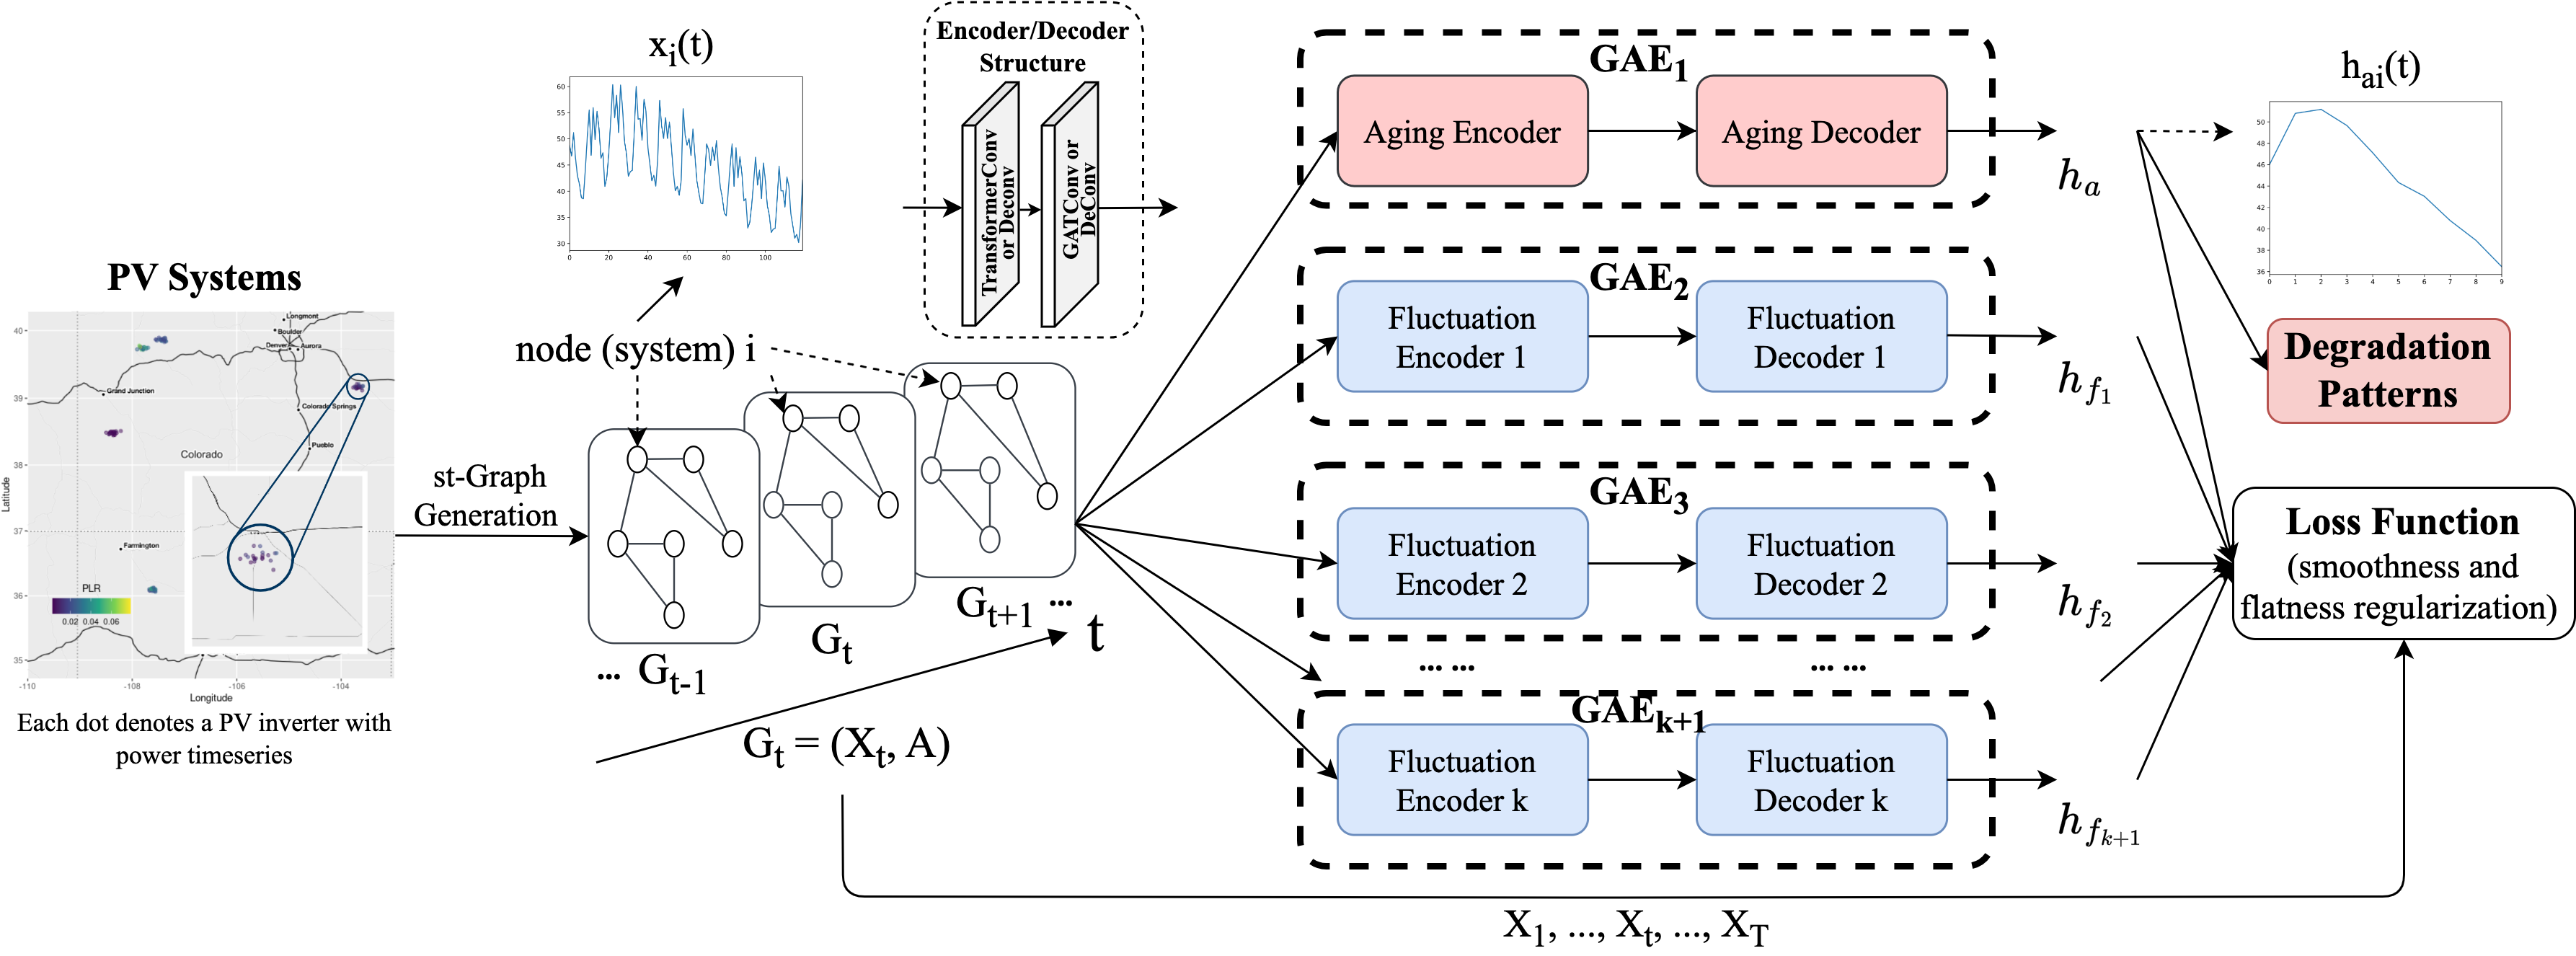 PV Systems
40
39
38
37
36
35
Latitude
-110
-108
-106
-104
Longitude
Longmont
Boulder
Denver
Aurora
Grand Junction
Colorado Springs
Pueblo
Colorado
Farmington
PLR
0.02 0.04 0.06
Each dot denotes a PV inverter with
power timeseries
st-Graph
Generation
x_i(t)
60
55
50
45
40
35
30
0
20
40
60
80
100
node (system) i
... G_{t-1}
G_t
G_{t+1} ...
t
G_t = (X_t, A)
Encoder/Decoder
Structure
TransformerConv
or Deconv
GATConv or
DeConv
GAE_1
Aging Encoder
Aging Decoder
h_a
GAE_2
Fluctuation
Encoder 1
Fluctuation
Decoder 1
h_{f_1}
GAE_3
Fluctuation
Encoder 2
Fluctuation
Decoder 2
h_{f_2}
... ...
... ...
GAE_{k+1}
Fluctuation
Encoder k
Fluctuation
Decoder k
h_{f_{k+1}}
h_{ai}(t)
50
48
46
44
42
40
38
36
0
1
2
3
4
5
6
7
8
9
Degradation
Patterns
Loss Function
(smoothness and
flatness regularization)
X_1, ..., X_t, ..., X_T